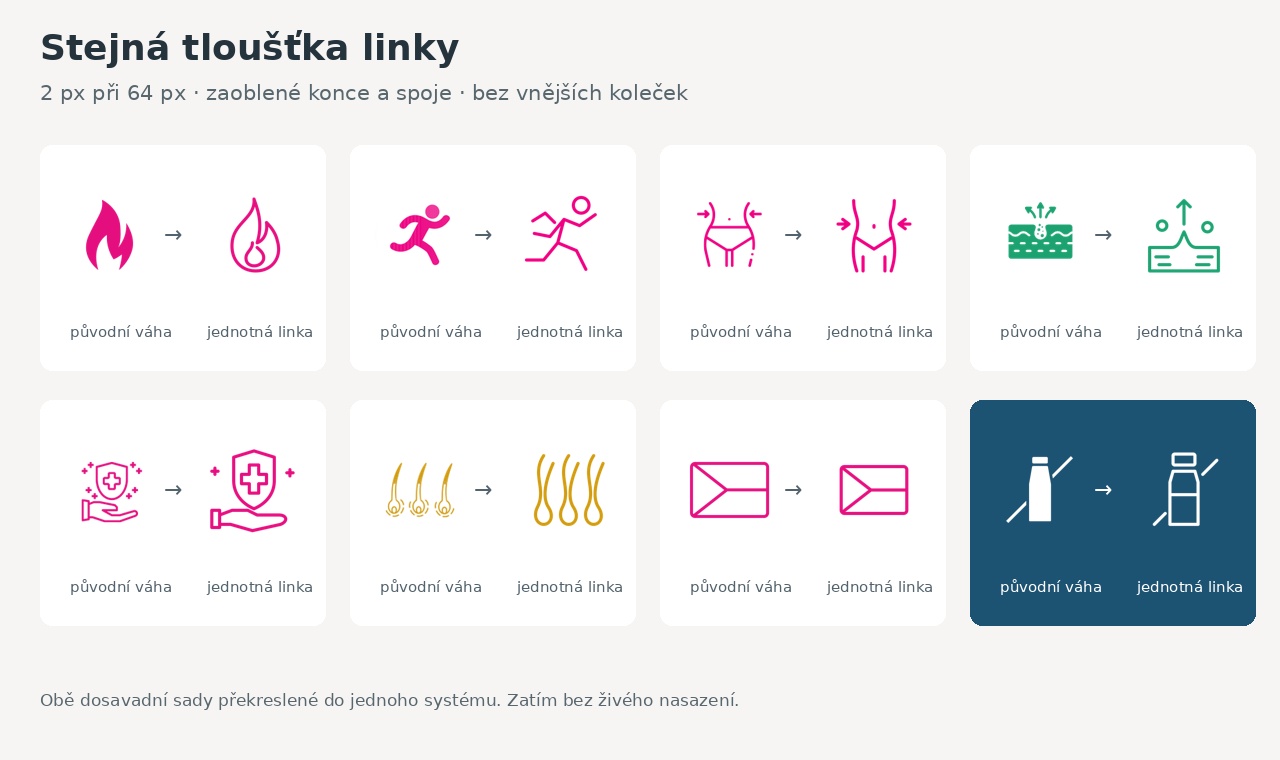 Stejná tloušťka linky
2 px při 64 px · zaoblené konce a spoje · bez vnějších koleček
→
původní váha jednotná linka
→
původní váha jednotná linka
→
původní váha jednotná linka
→
původní váha jednotná linka
→
původní váha jednotná linka
→
původní váha jednotná linka
→
původní váha jednotná linka
→
původní váha jednotná linka
Obě dosavadní sady překreslené do jednoho systému. Zatím bez živého nasazení.